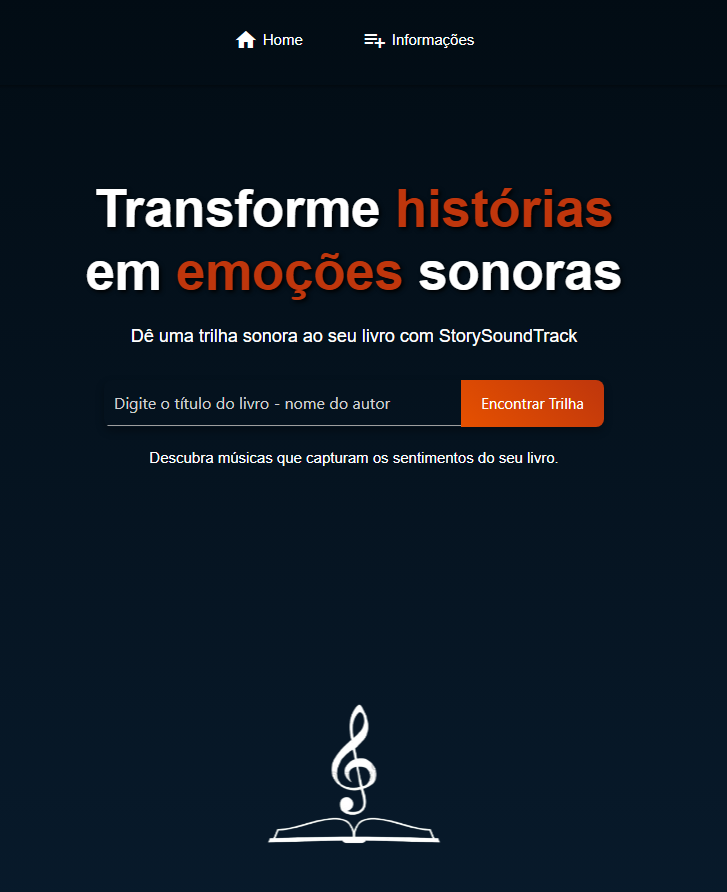 Home
Informações
Transforme histórias
em emoções sonoras
Dê uma trilha sonora ao seu livro com StorySoundTrack
Digite o título do livro - nome do autor
Encontrar Trilha
Descubra músicas que capturam os sentimentos do seu livro.